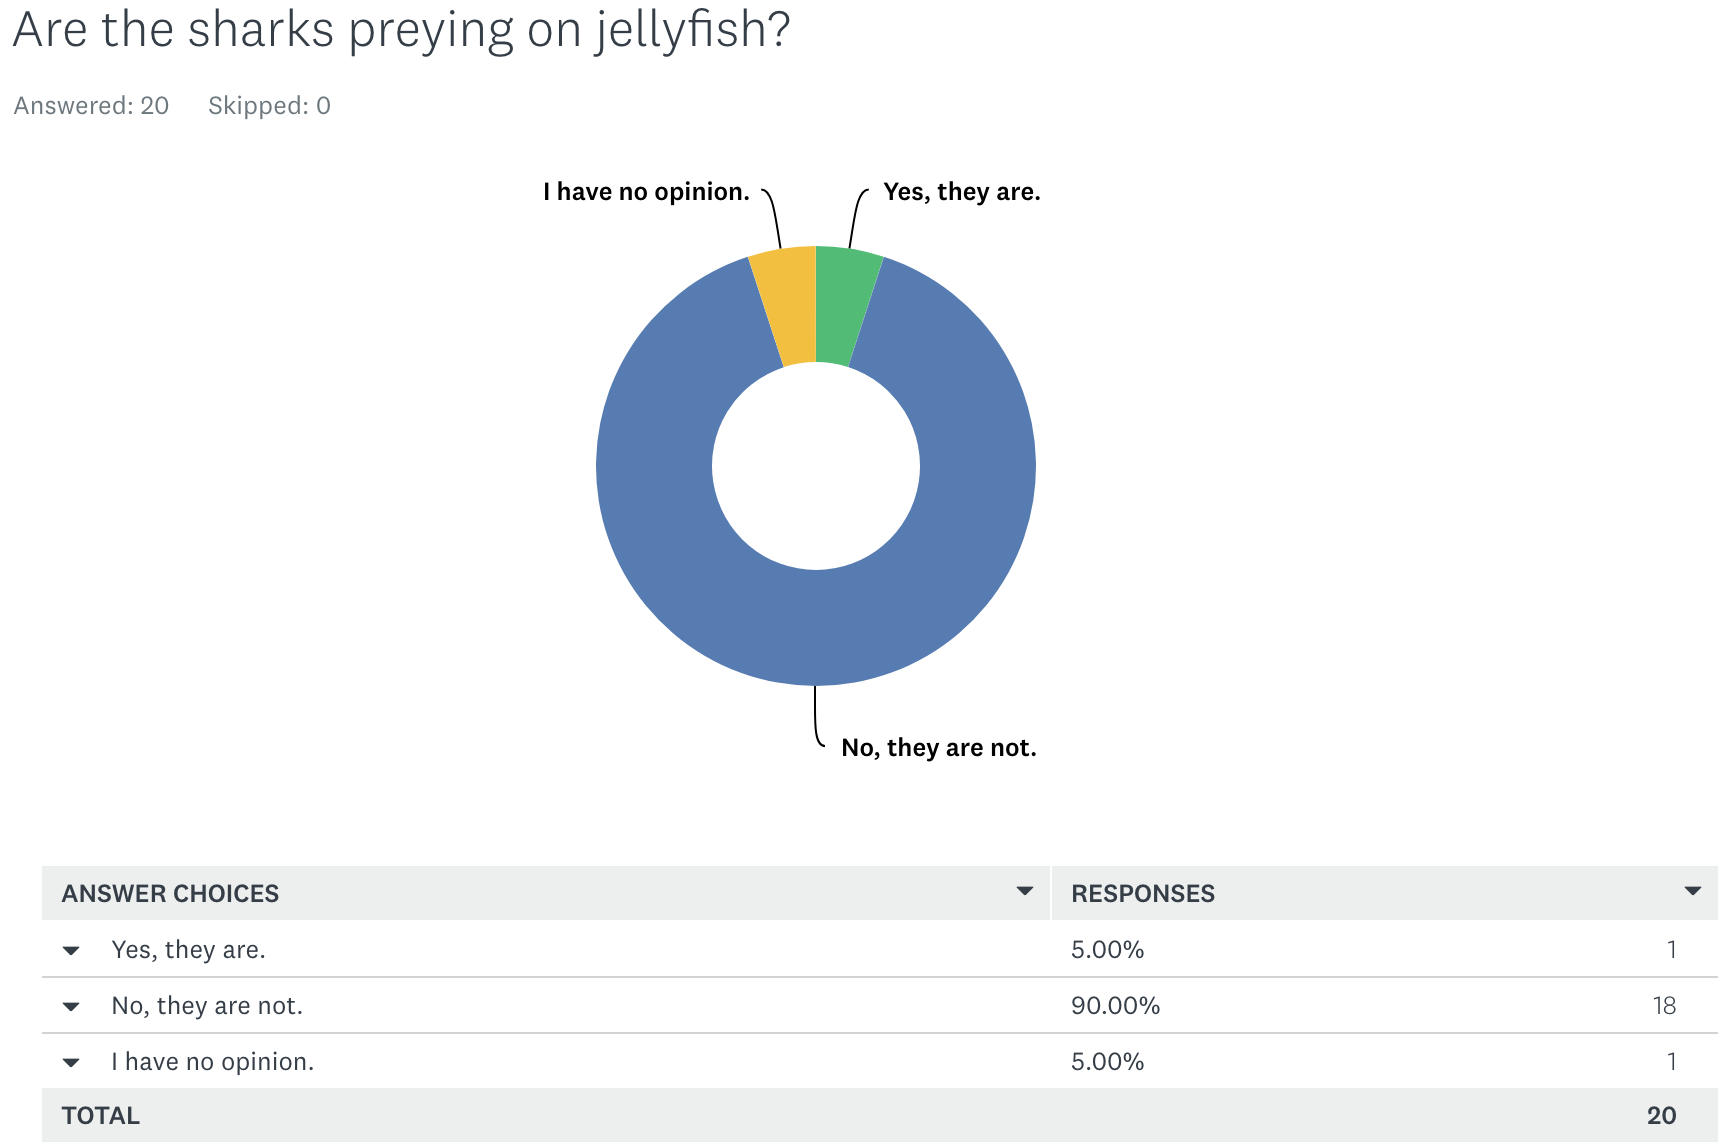 Are the sharks preying on jellyfish?
Answered: 20 Skipped: 0
I have no opinion. Yes, they are.
No, they are not.
ANSWER CHOICES RESPONSES
Yes, they are. 5.00% 1
No, they are not. 90.00% 18
I have no opinion. 5.00% 1
TOTAL 20